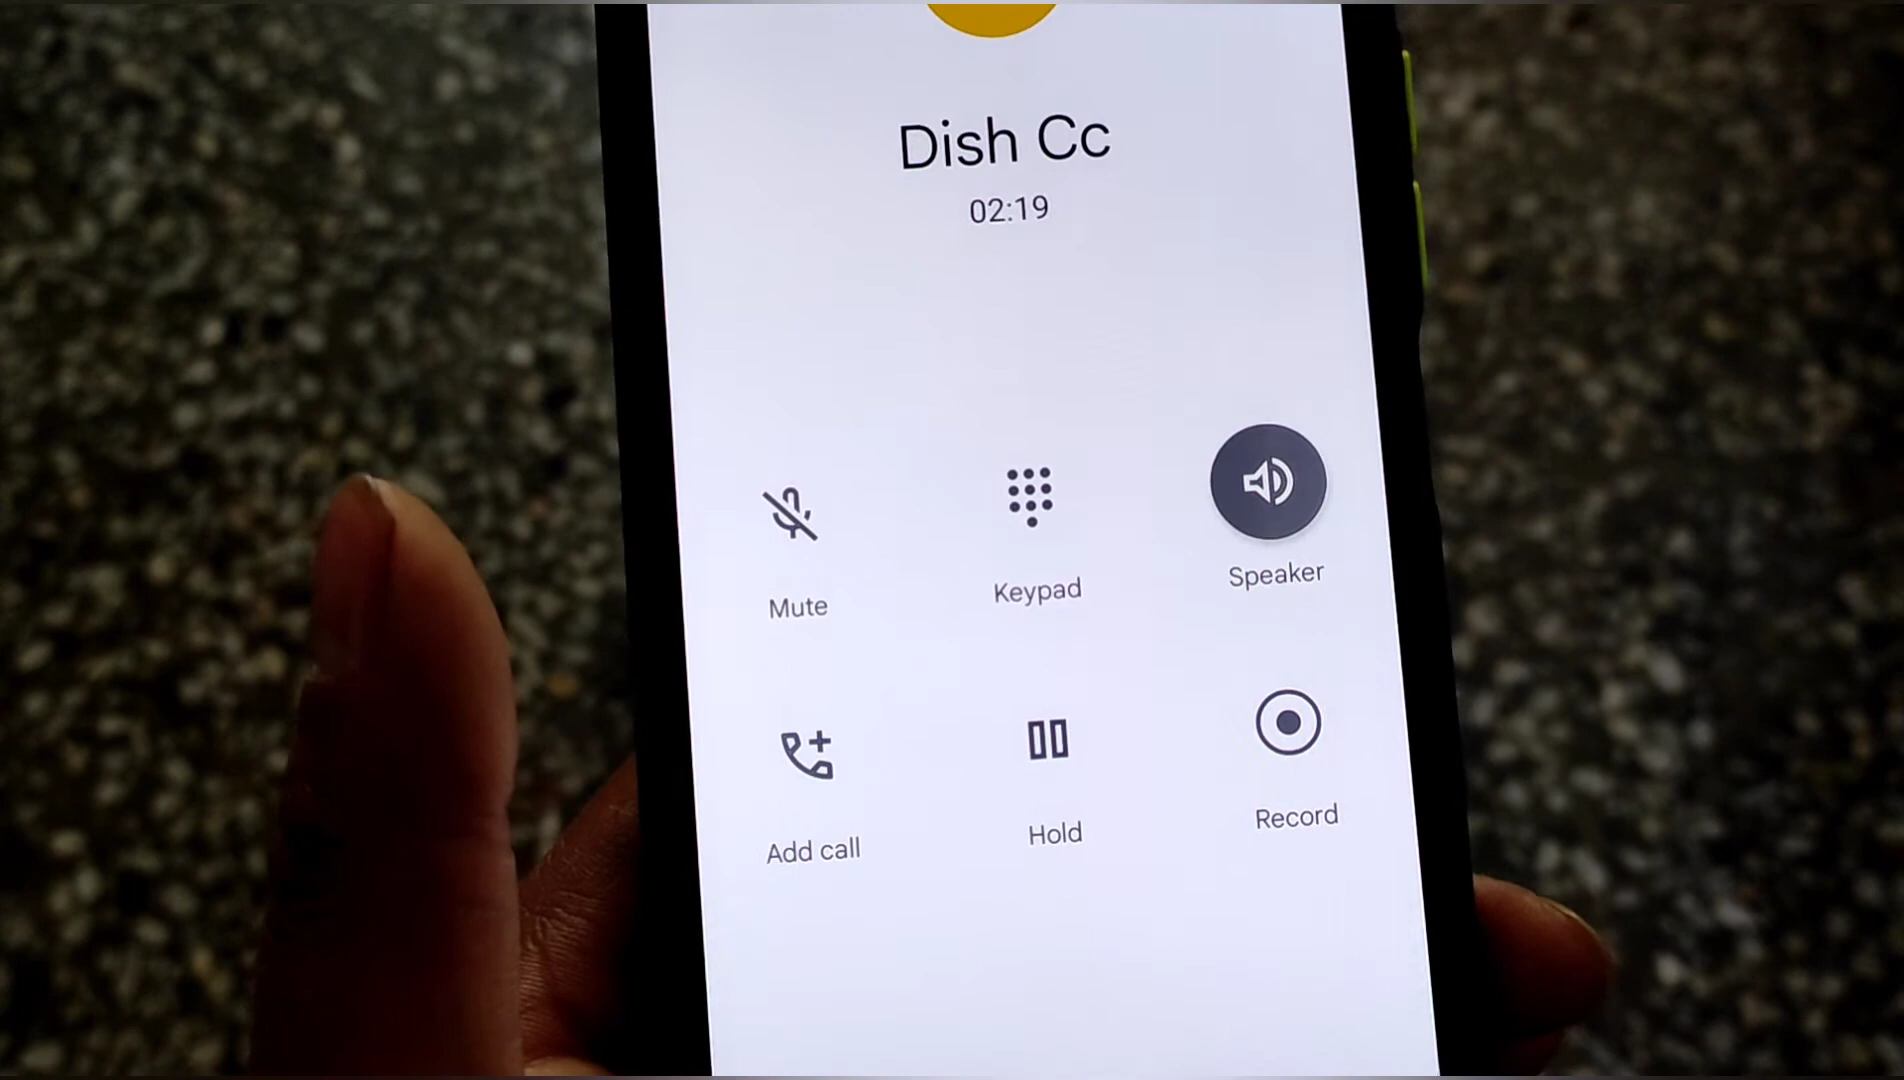 Dish Cc
02:19
Mute
Keypad
Speaker
Add call
Hold
Record